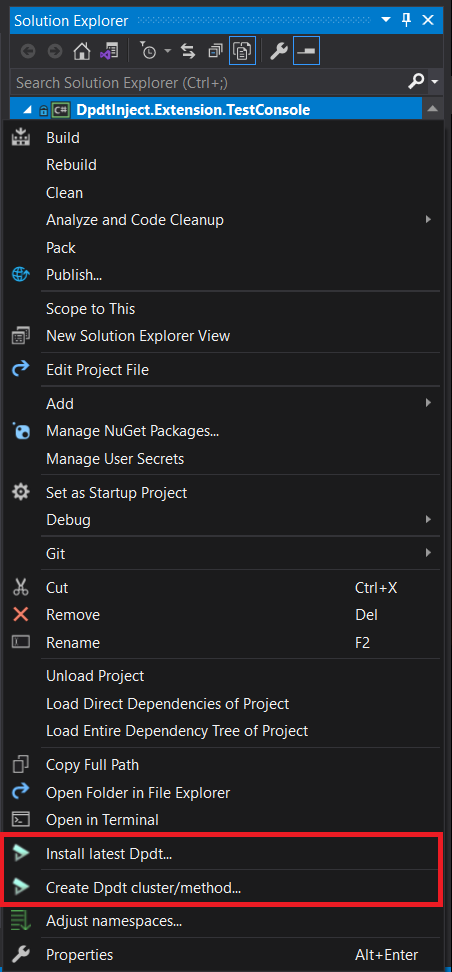 Solution Explorer
Search Solution Explorer (Ctrl+;)
C# DpdtInject.Extension.TestConsole
Build
Rebuild
Clean
Analyze and Code Cleanup
Pack
Publish...
Scope to This
New Solution Explorer View
Edit Project File
Add
Manage NuGet Packages...
Manage User Secrets
Set as Startup Project
Debug
Git
Cut Ctrl+X
Remove Del
Rename F2
Unload Project
Load Direct Dependencies of Project
Load Entire Dependency Tree of Project
Copy Full Path
Open Folder in File Explorer
Open in Terminal
Install latest Dpdt...
Create Dpdt cluster/method...
Adjust namespaces...
Properties Alt+Enter